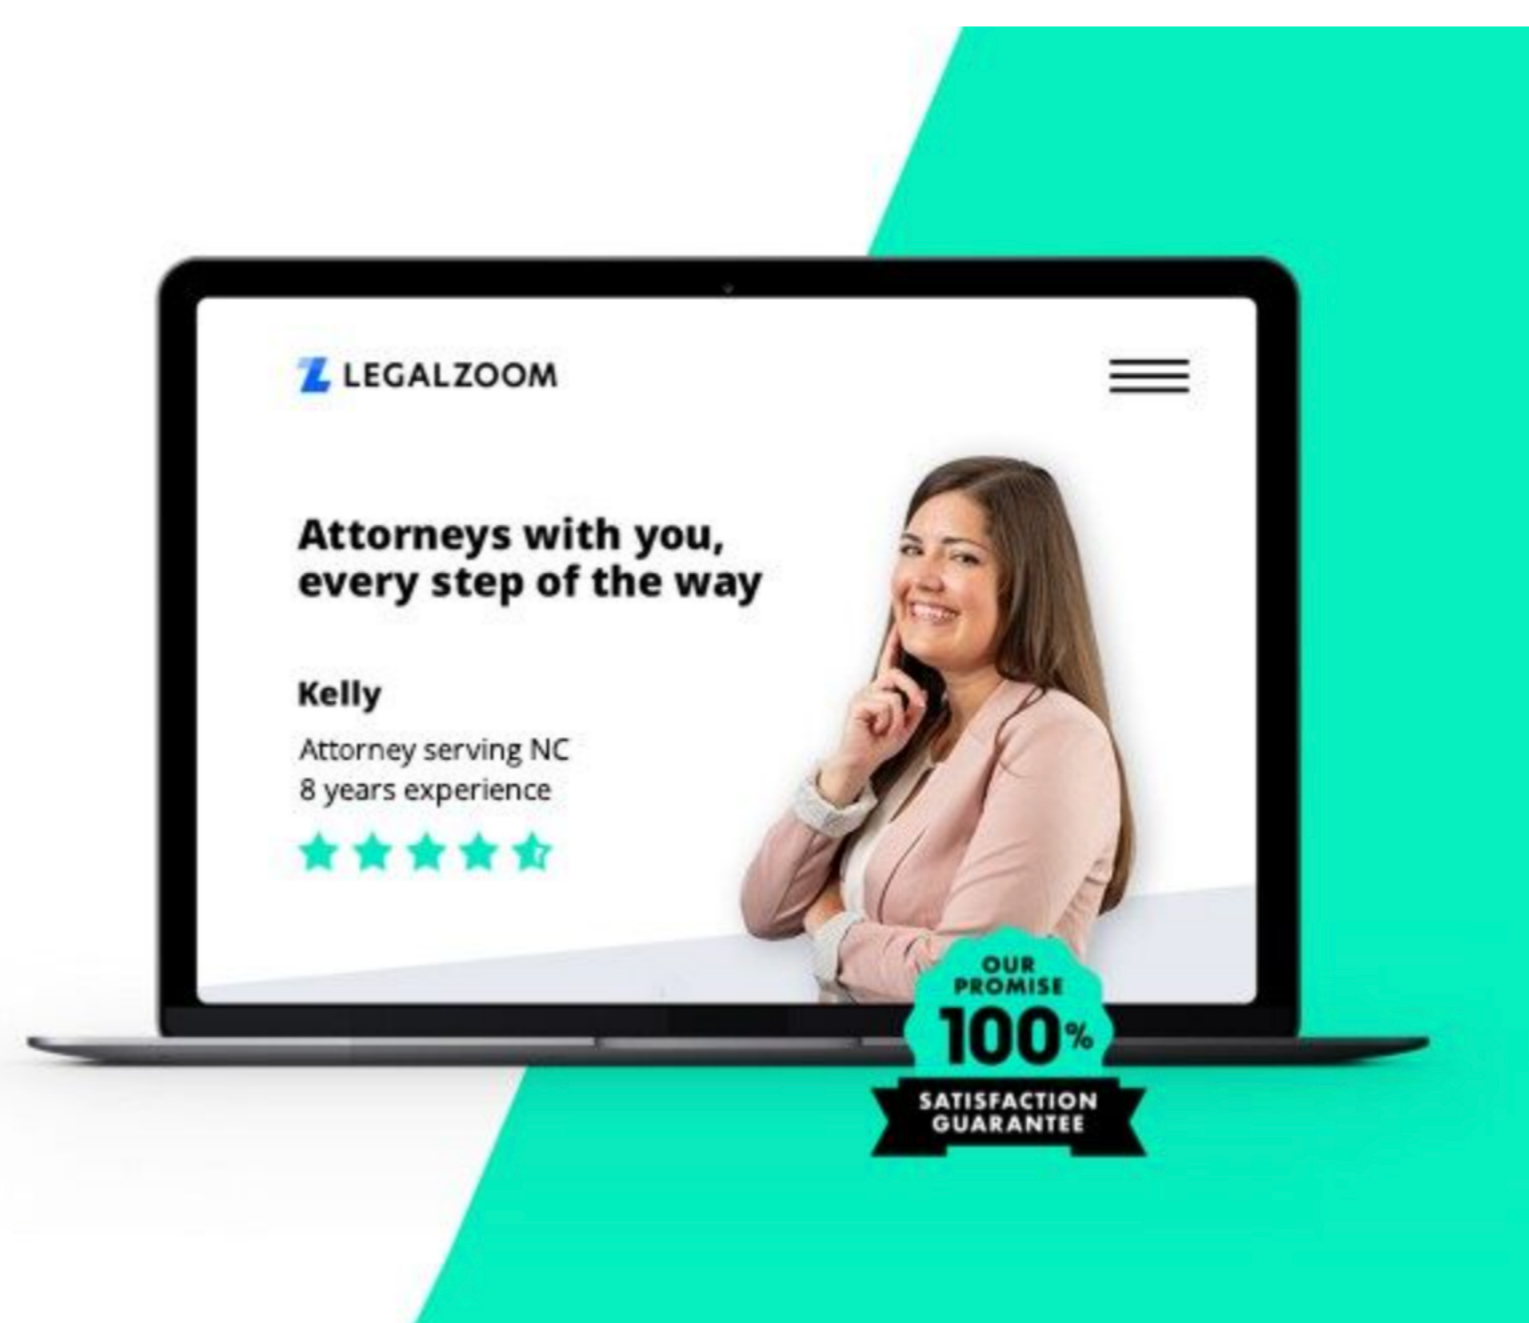 LEGALZOOM
Attorneys with you,
every step of the way
Kelly
Attorney serving NC
8 years experience
OUR
PROMISE
100%
SATISFACTION
GUARANTEE